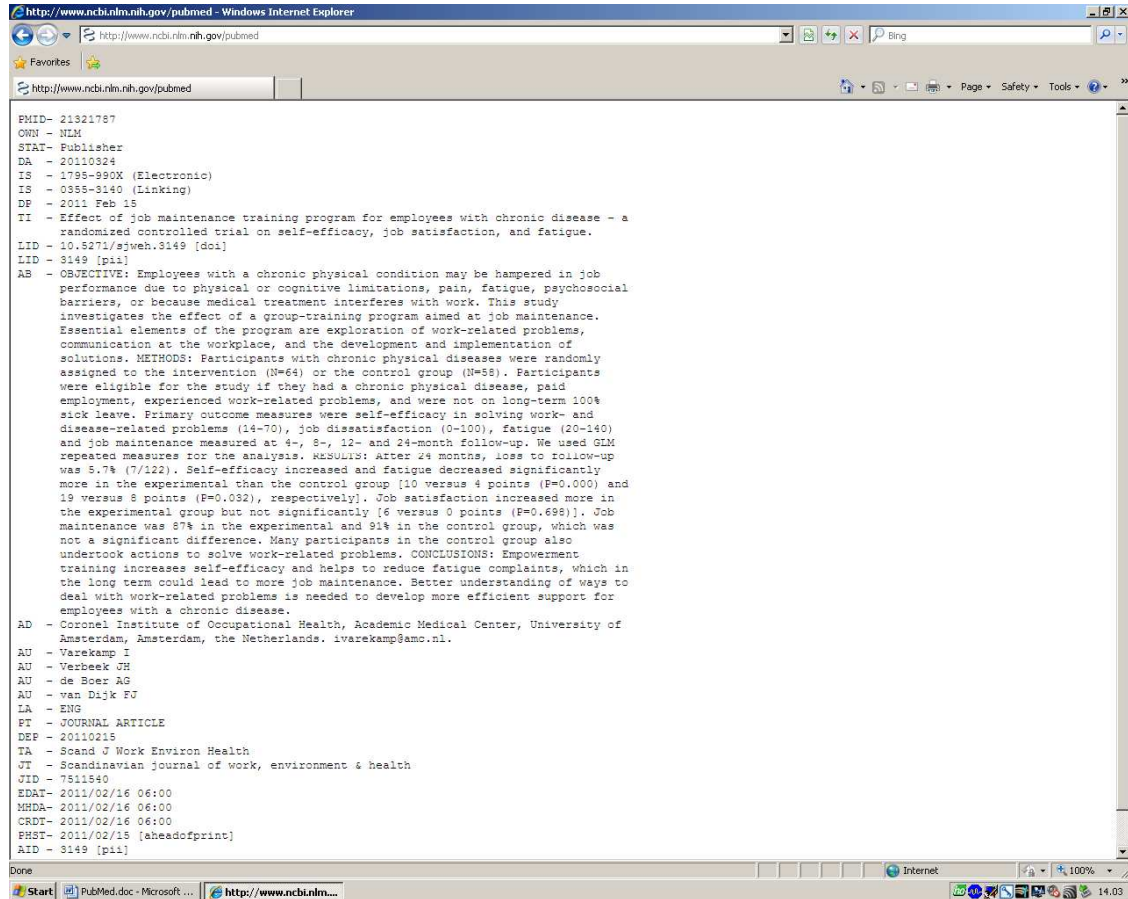 http://www.ncbi.nlm.nih.gov/pubmed - Windows Internet Explorer
http://www.ncbi.nlm.nih.gov/pubmed
Bing
Favorites
http://www.ncbi.nlm.nih.gov/pubmed
Page Safety Tools
PMID- 21321787
OWN - NLM
STAT- Publisher
DA - 20110324
IS - 1795-990X (Electronic)
IS - 0355-3140 (Linking)
DP - 2011 Feb 15
TI - Effect of job maintenance training program for employees with chronic disease - a
randomized controlled trial on self-efficacy, job satisfaction, and fatigue.
LID - 10.5271/sjweh.3149 [doi]
LID - 3149 [pii]
AB - OBJECTIVE: Employees with a chronic physical condition may be hampered in job
performance due to physical or cognitive limitations, pain, fatigue, psychosocial
barriers, or because medical treatment interferes with work. This study
investigates the effect of a group-training program aimed at job maintenance.
Essential elements of the program are exploration of work-related problems,
communication at the workplace, and the development and implementation of
solutions. METHODS: Participants with chronic physical diseases were randomly
assigned to the intervention (N=64) or the control group (N=58). Participants
were eligible for the study if they had a chronic physical disease, paid
employment, experienced work-related problems, and were not on long-term 100%
sick leave. Primary outcome measures were self-efficacy in solving work- and
disease-related problems (14-70), job dissatisfaction (0-100), fatigue (20-140)
and job maintenance measured at 4-, 8-, 12- and 24-month follow-up. We used GLM
repeated measures for the analysis. RESULTS: After 24 months, loss to follow-up
was 5.7% (7/122). Self-efficacy increased and fatigue decreased significantly
more in the experimental than the control group [10 versus 4 points (P=0.000) and
19 versus 8 points (P=0.032), respectively]. Job satisfaction increased more in
the experimental group but not significantly [6 versus 0 points (P=0.698)]. Job
maintenance was 87% in the experimental and 91% in the control group, which was
not a significant difference. Many participants in the control group also
undertook actions to solve work-related problems. CONCLUSIONS: Empowerment
training increases self-efficacy and helps to reduce fatigue complaints, which in
the long term could lead to more job maintenance. Better understanding of ways to
deal with work-related problems is needed to develop more efficient support for
employees with a chronic disease.
AD - Coronel Institute of Occupational Health, Academic Medical Center, University of
Amsterdam, Amsterdam, the Netherlands. ivarekamp@amc.nl.
AU - Varekamp I
AU - Verbeek JH
AU - de Boer AG
AU - van Dijk FJ
LA - ENG
PT - JOURNAL ARTICLE
DEP - 20110215
TA - Scand J Work Environ Health
JT - Scandinavian journal of work, environment & health
JID - 7511540
EDAT- 2011/02/16 06:00
MHDA- 2011/02/16 06:00
CRDT- 2011/02/16 06:00
PHST- 2011/02/15 [aheadofprint]
AID - 3149 [pii]
Done Internet 100%
Start PubMed.doc - Microsoft ... http://www.ncbi.nlm.... 14.03